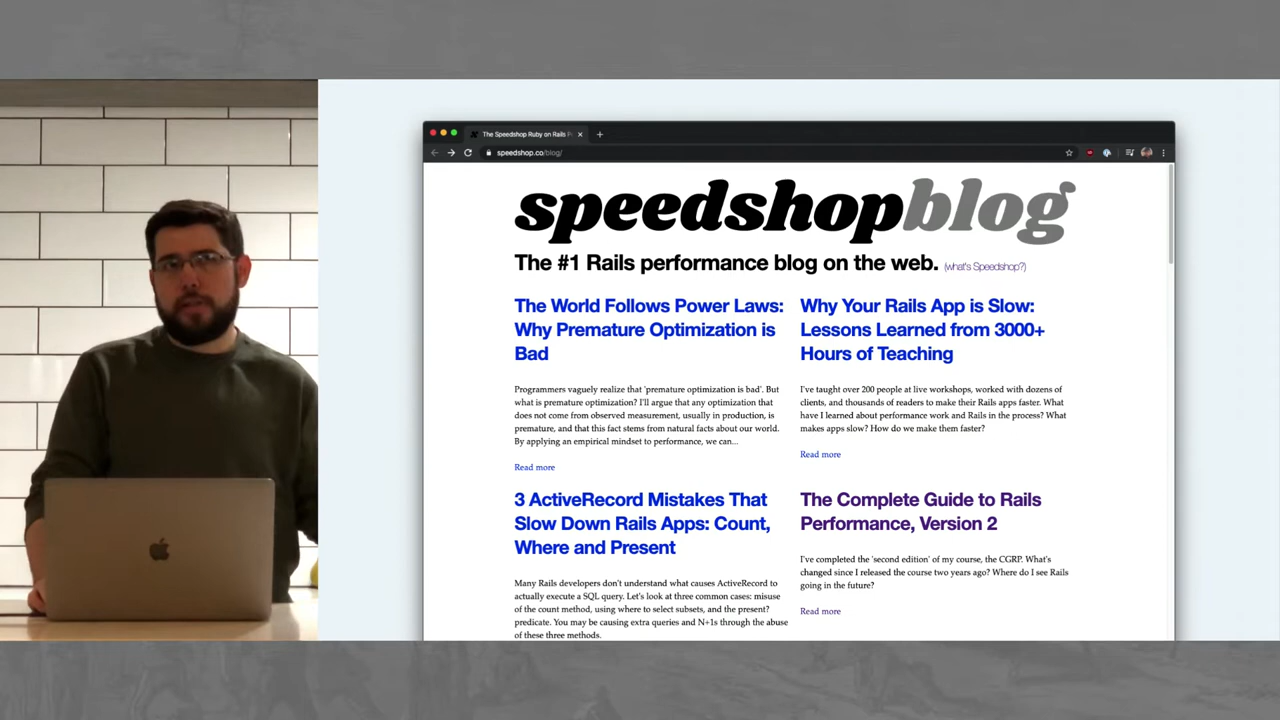 The Speedshop Ruby on Rails P
speedshop.co/blog/
speedshopblog
The #1 Rails performance blog on the web. (what's Speedshop?)
The World Follows Power Laws:
Why Premature Optimization is
Bad
Programmers vaguely realize that 'premature optimization is bad'. But
what is premature optimization? I'll argue that any optimization that
does not come from observed measurement, usually in production, is
premature, and that this fact stems from natural facts about our world.
By applying an empirical mindset to performance, we can...
Read more
Why Your Rails App is Slow:
Lessons Learned from 3000+
Hours of Teaching
I've taught over 200 people at live workshops, worked with dozens of
clients, and thousands of readers to make their Rails apps faster. What
have I learned about performance work and Rails in the process? What
makes apps slow? How do we make them faster?
Read more
3 ActiveRecord Mistakes That
Slow Down Rails Apps: Count,
Where and Present
Many Rails developers don't understand what causes ActiveRecord to
actually execute a SQL query. Let's look at three common cases: misuse
of the count method, using where to select subsets, and the present?
predicate. You may be causing extra queries and N+1s through the abuse
of these three methods.
The Complete Guide to Rails
Performance, Version 2
I've completed the 'second edition' of my course, the CGRP. What's
changed since I released the course two years ago? Where do I see Rails
going in the future?
Read more